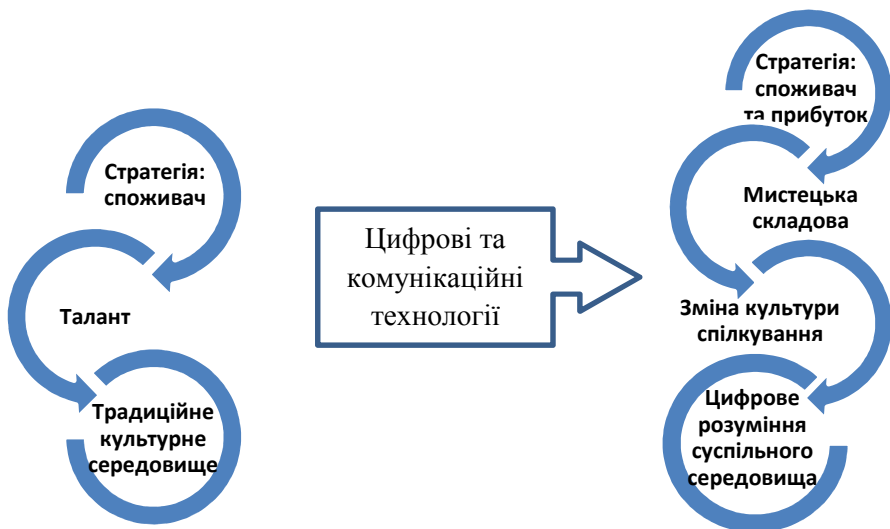 Стратегія:
споживач
Талант
Традиційне
культурне
середовище
Цифрові та
комунікаційні
технології
Стратегія:
споживач
та прибуток
Мистецька
складова
Зміна культури
спілкування
Цифрове
розуміння
суспільного
середовища